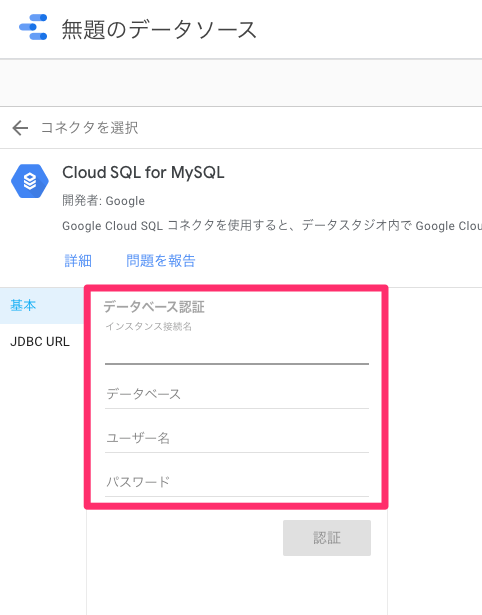 無題のデータソース
コネクタを選択
Cloud SQL for MySQL
開発者: Google
Google Cloud SQL コネクタを使用すると、データスタジオ内で Google Clou
詳細 問題を報告
基本
JDBC URL
データベース認証
インスタンス接続名
データベース
ユーザー名
パスワード
認証